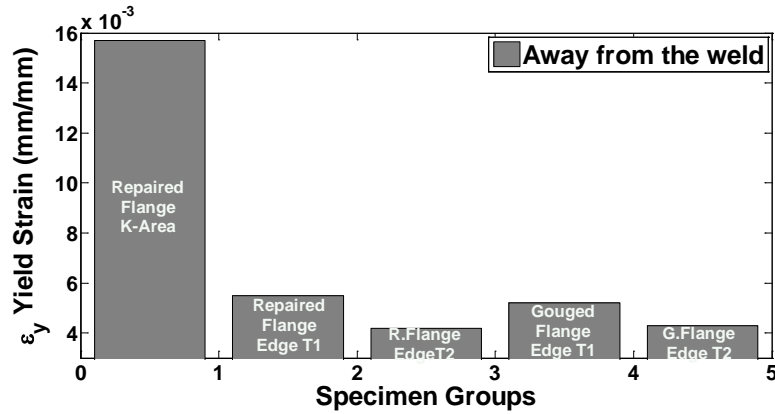 x 10⁻³
16
14
12
10
8
6
4
εy Yield Strain (mm/mm)
Away from the weld
Repaired
Flange
K-Area
Repaired
Flange
Edge T1
R.Flange
EdgeT2
Gouged
Flange
Edge T1
G.Flange
Edge T2
0 1 2 3 4 5
Specimen Groups